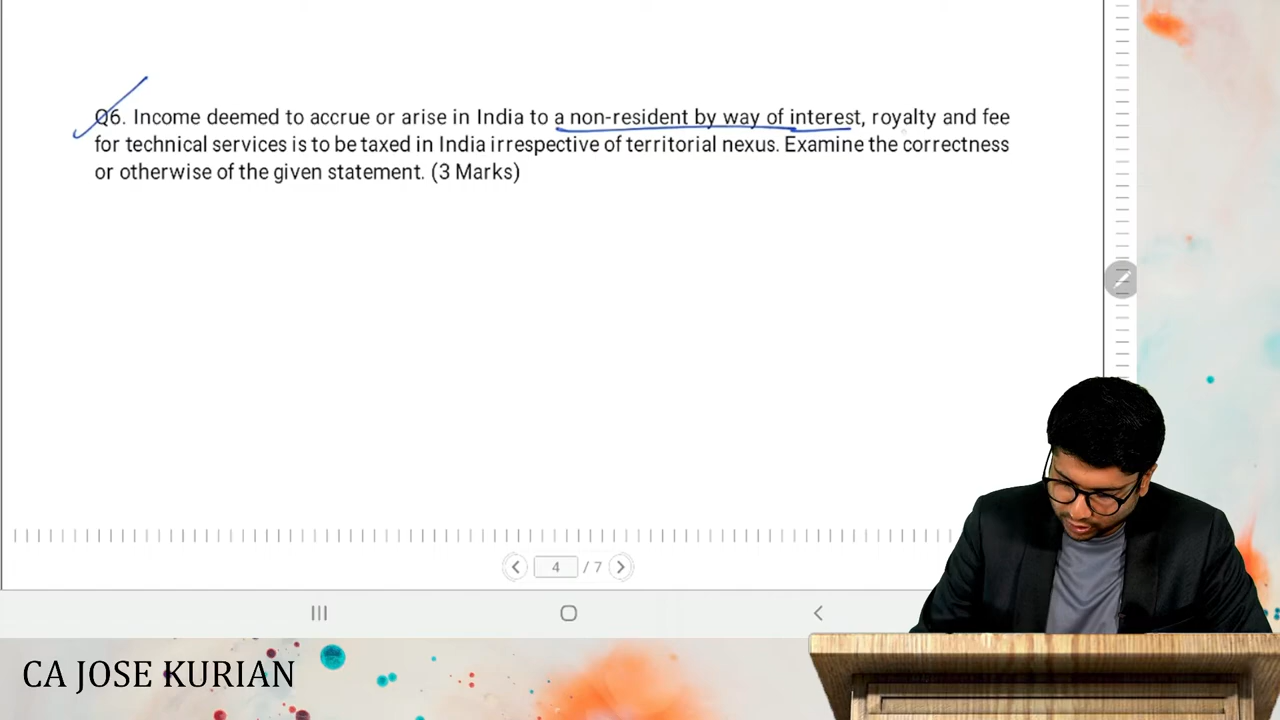 Q6. Income deemed to accrue or arise in India to a non-resident by way of interest, royalty and fee
for technical services is to be taxed in India irrespective of territorial nexus. Examine the correctness
or otherwise of the given statement. (3 Marks)
4 / 7
CA JOSE KURIAN